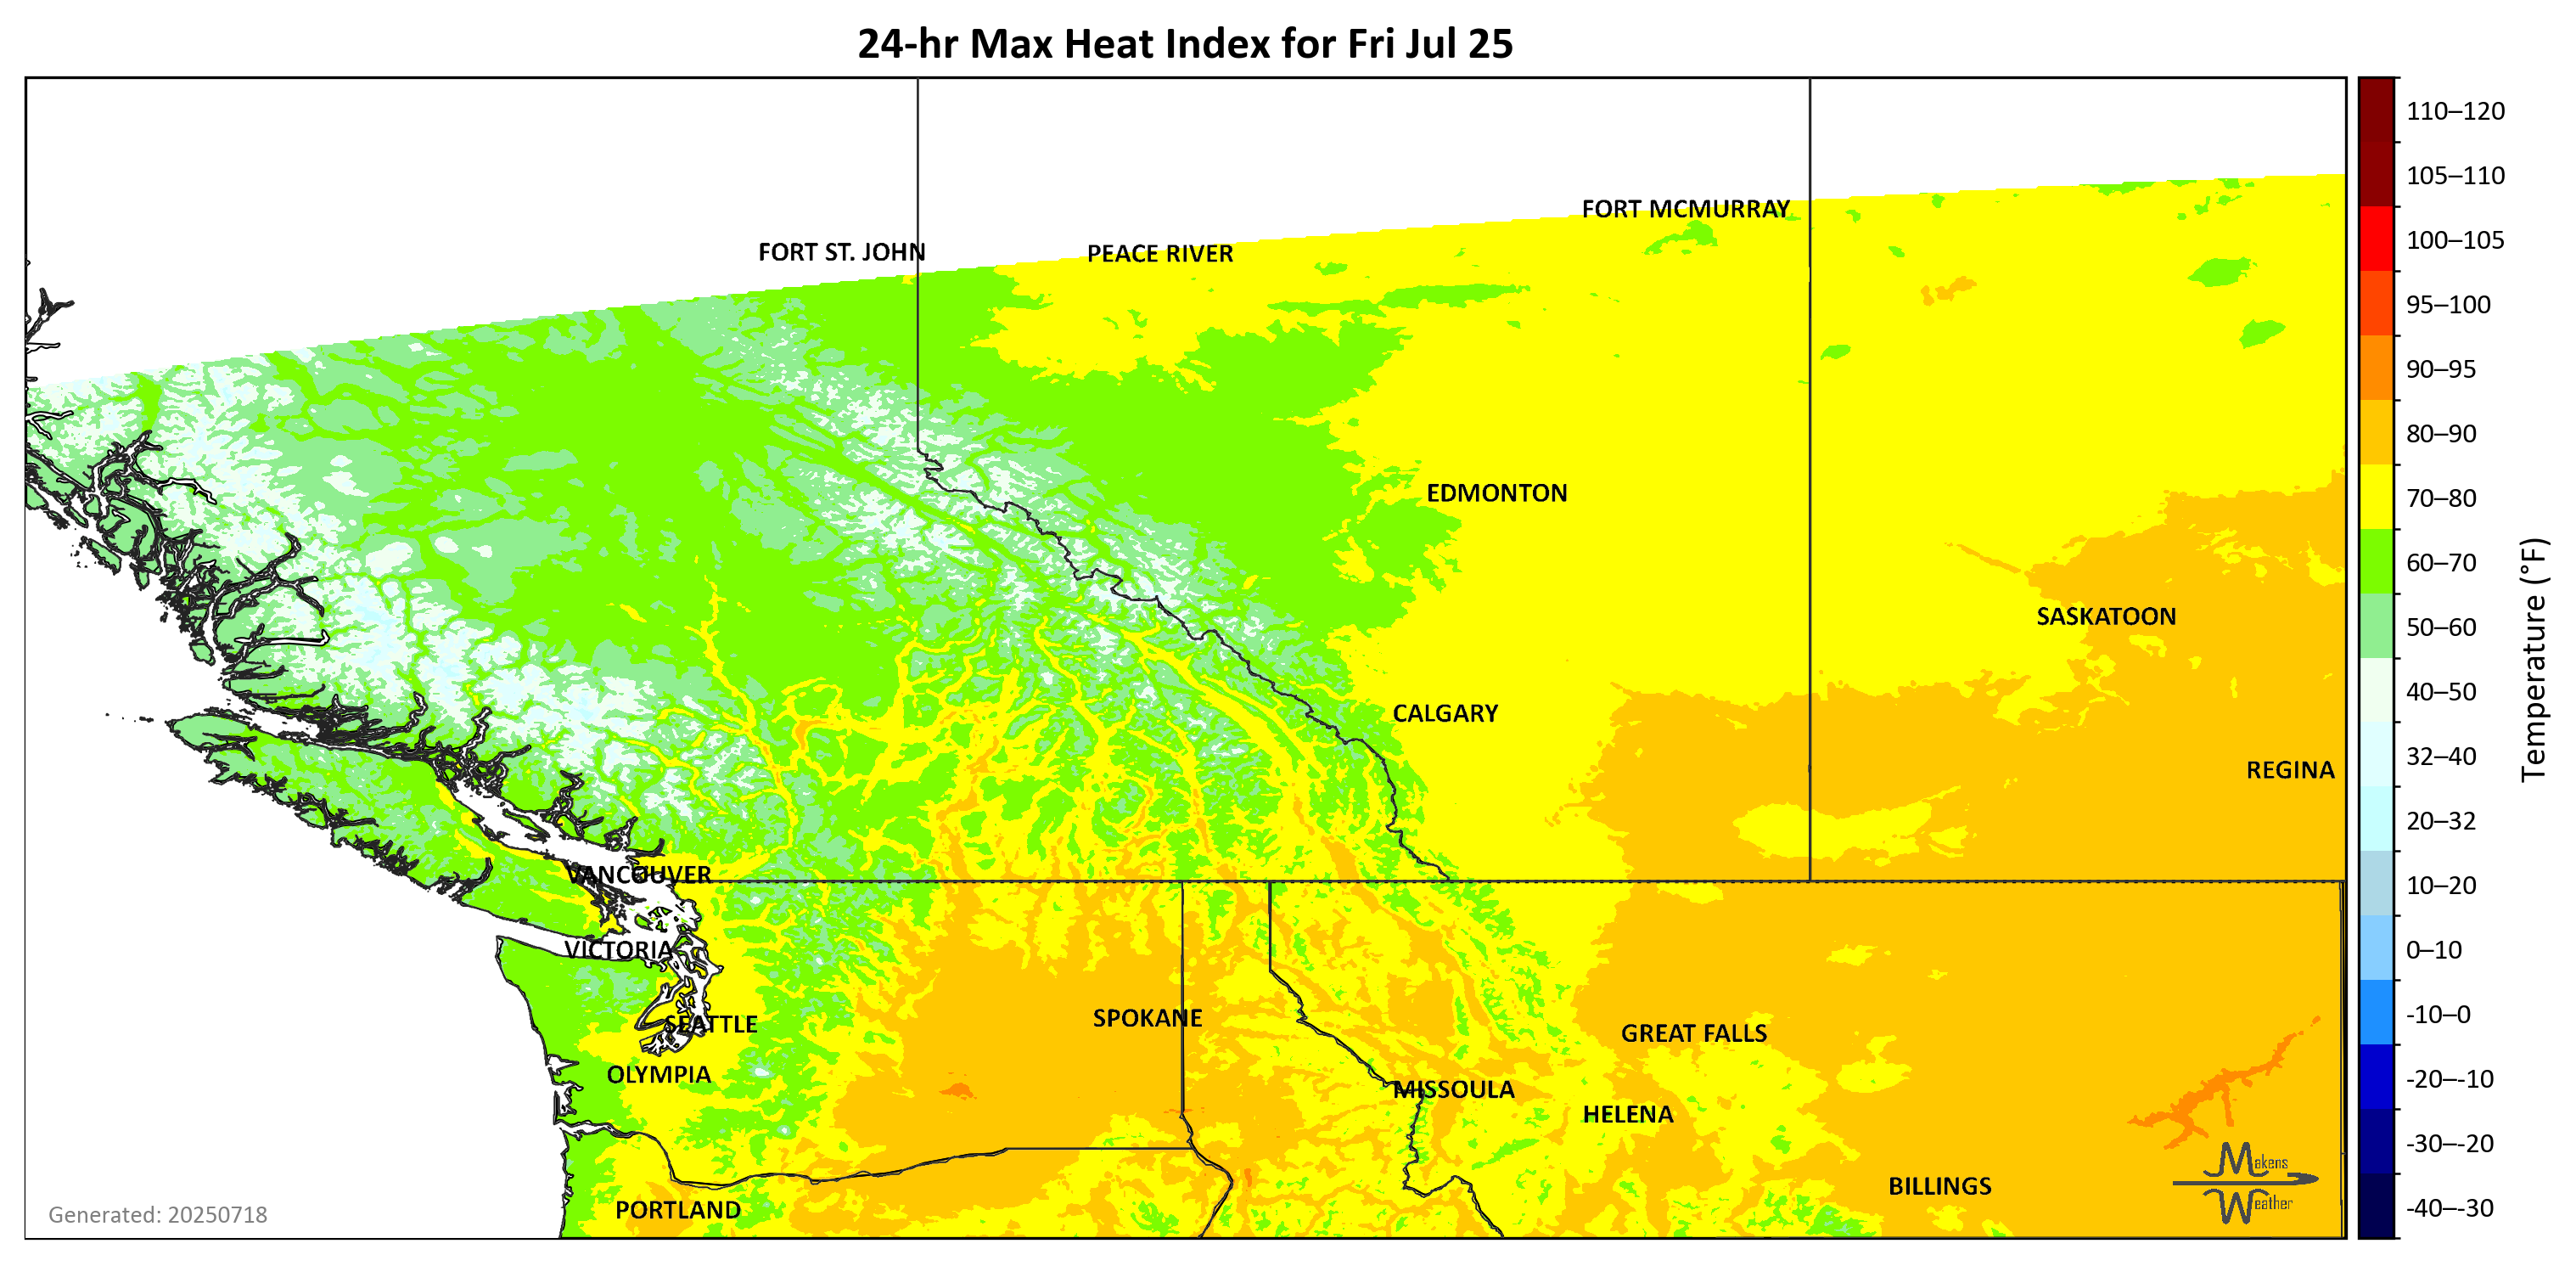 24-hr Max Heat Index for Fri Jul 25
110–120
105–110
FORT MCMURRAY
100–105
FORT ST. JOHN
PEACE RIVER
95–100
90–95
80–90
EDMONTON
70–80
60–70
SASKATOON
50–60
40–50
CALGARY
32–40
REGINA
20–32
VANCOUVER
10–20
VICTORIA
0–10
SEATTLE
SPOKANE
GREAT FALLS
-10–0
OLYMPIA
MISSOULA
-20–-10
HELENA
-30–-20
Makens
Weather
BILLINGS
PORTLAND
-40–-30
Generated: 20250718
Temperature (°F)